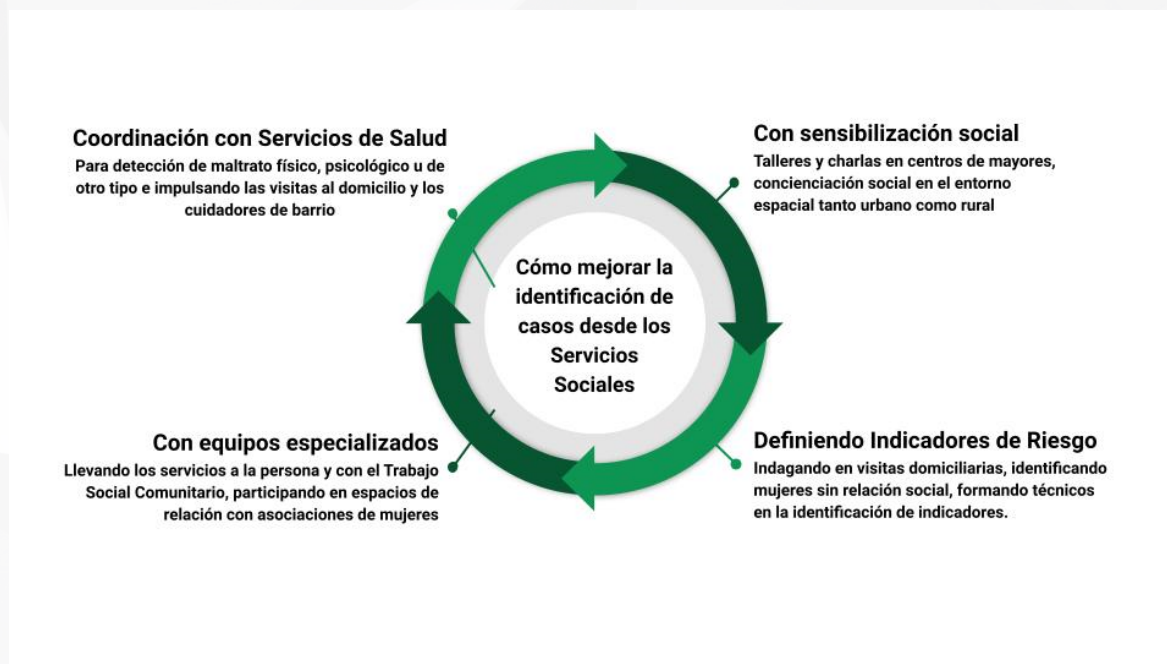 Coordinación con Servicios de Salud
Para detección de maltrato físico, psicológico u de
otro tipo e impulsando las visitas al domicilio y los
cuidadores de barrio
Con sensibilización social
Talleres y charlas en centros de mayores,
concienciación social en el entorno
espacial tanto urbano como rural
Cómo mejorar la
identificación de
casos desde los
Servicios
Sociales
Con equipos especializados
Llevando los servicios a la persona y con el Trabajo
Social Comunitario, participando en espacios de
relación con asociaciones de mujeres
Definiendo Indicadores de Riesgo
Indagando en visitas domiciliarias, identificando
mujeres sin relación social, formando técnicos
en la identificación de indicadores.